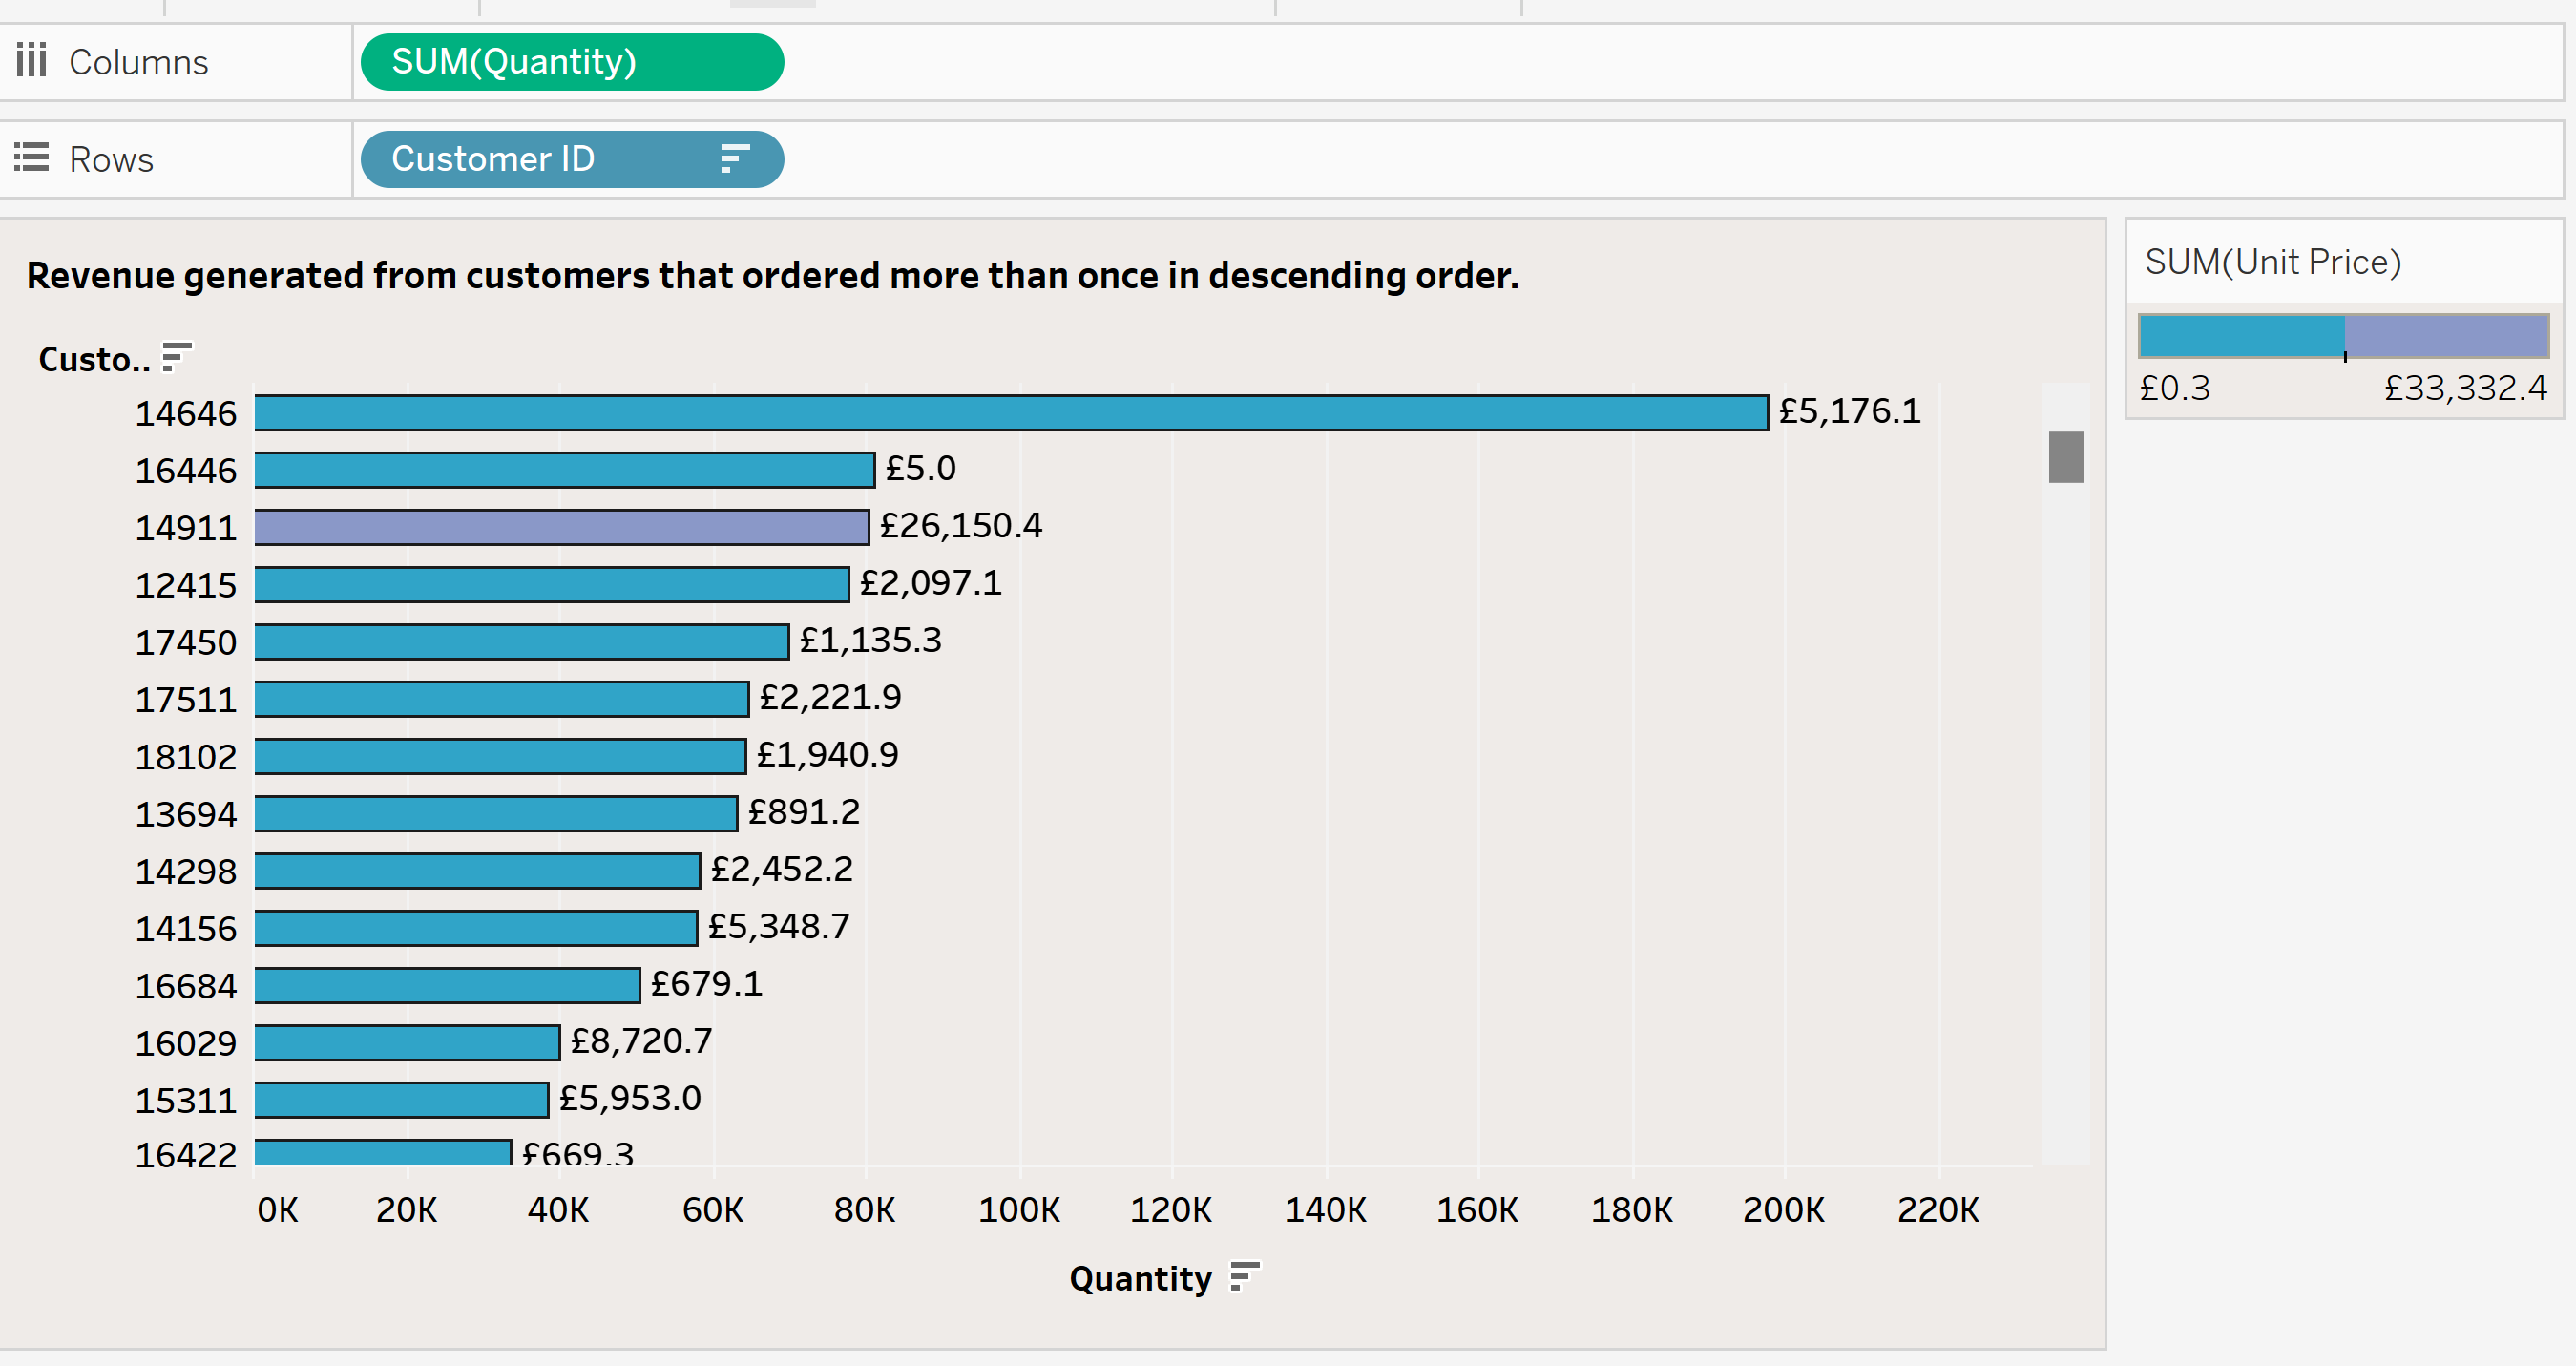 Columns SUM(Quantity)
Rows Customer ID
Revenue generated from customers that ordered more than once in descending order.
SUM(Unit Price)
£0.3 £33,332.4
Custo..
14646 £5,176.1
16446 £5.0
14911 £26,150.4
12415 £2,097.1
17450 £1,135.3
17511 £2,221.9
18102 £1,940.9
13694 £891.2
14298 £2,452.2
14156 £5,348.7
16684 £679.1
16029 £8,720.7
15311 £5,953.0
16422 £669.3
0K 20K 40K 60K 80K 100K 120K 140K 160K 180K 200K 220K
Quantity